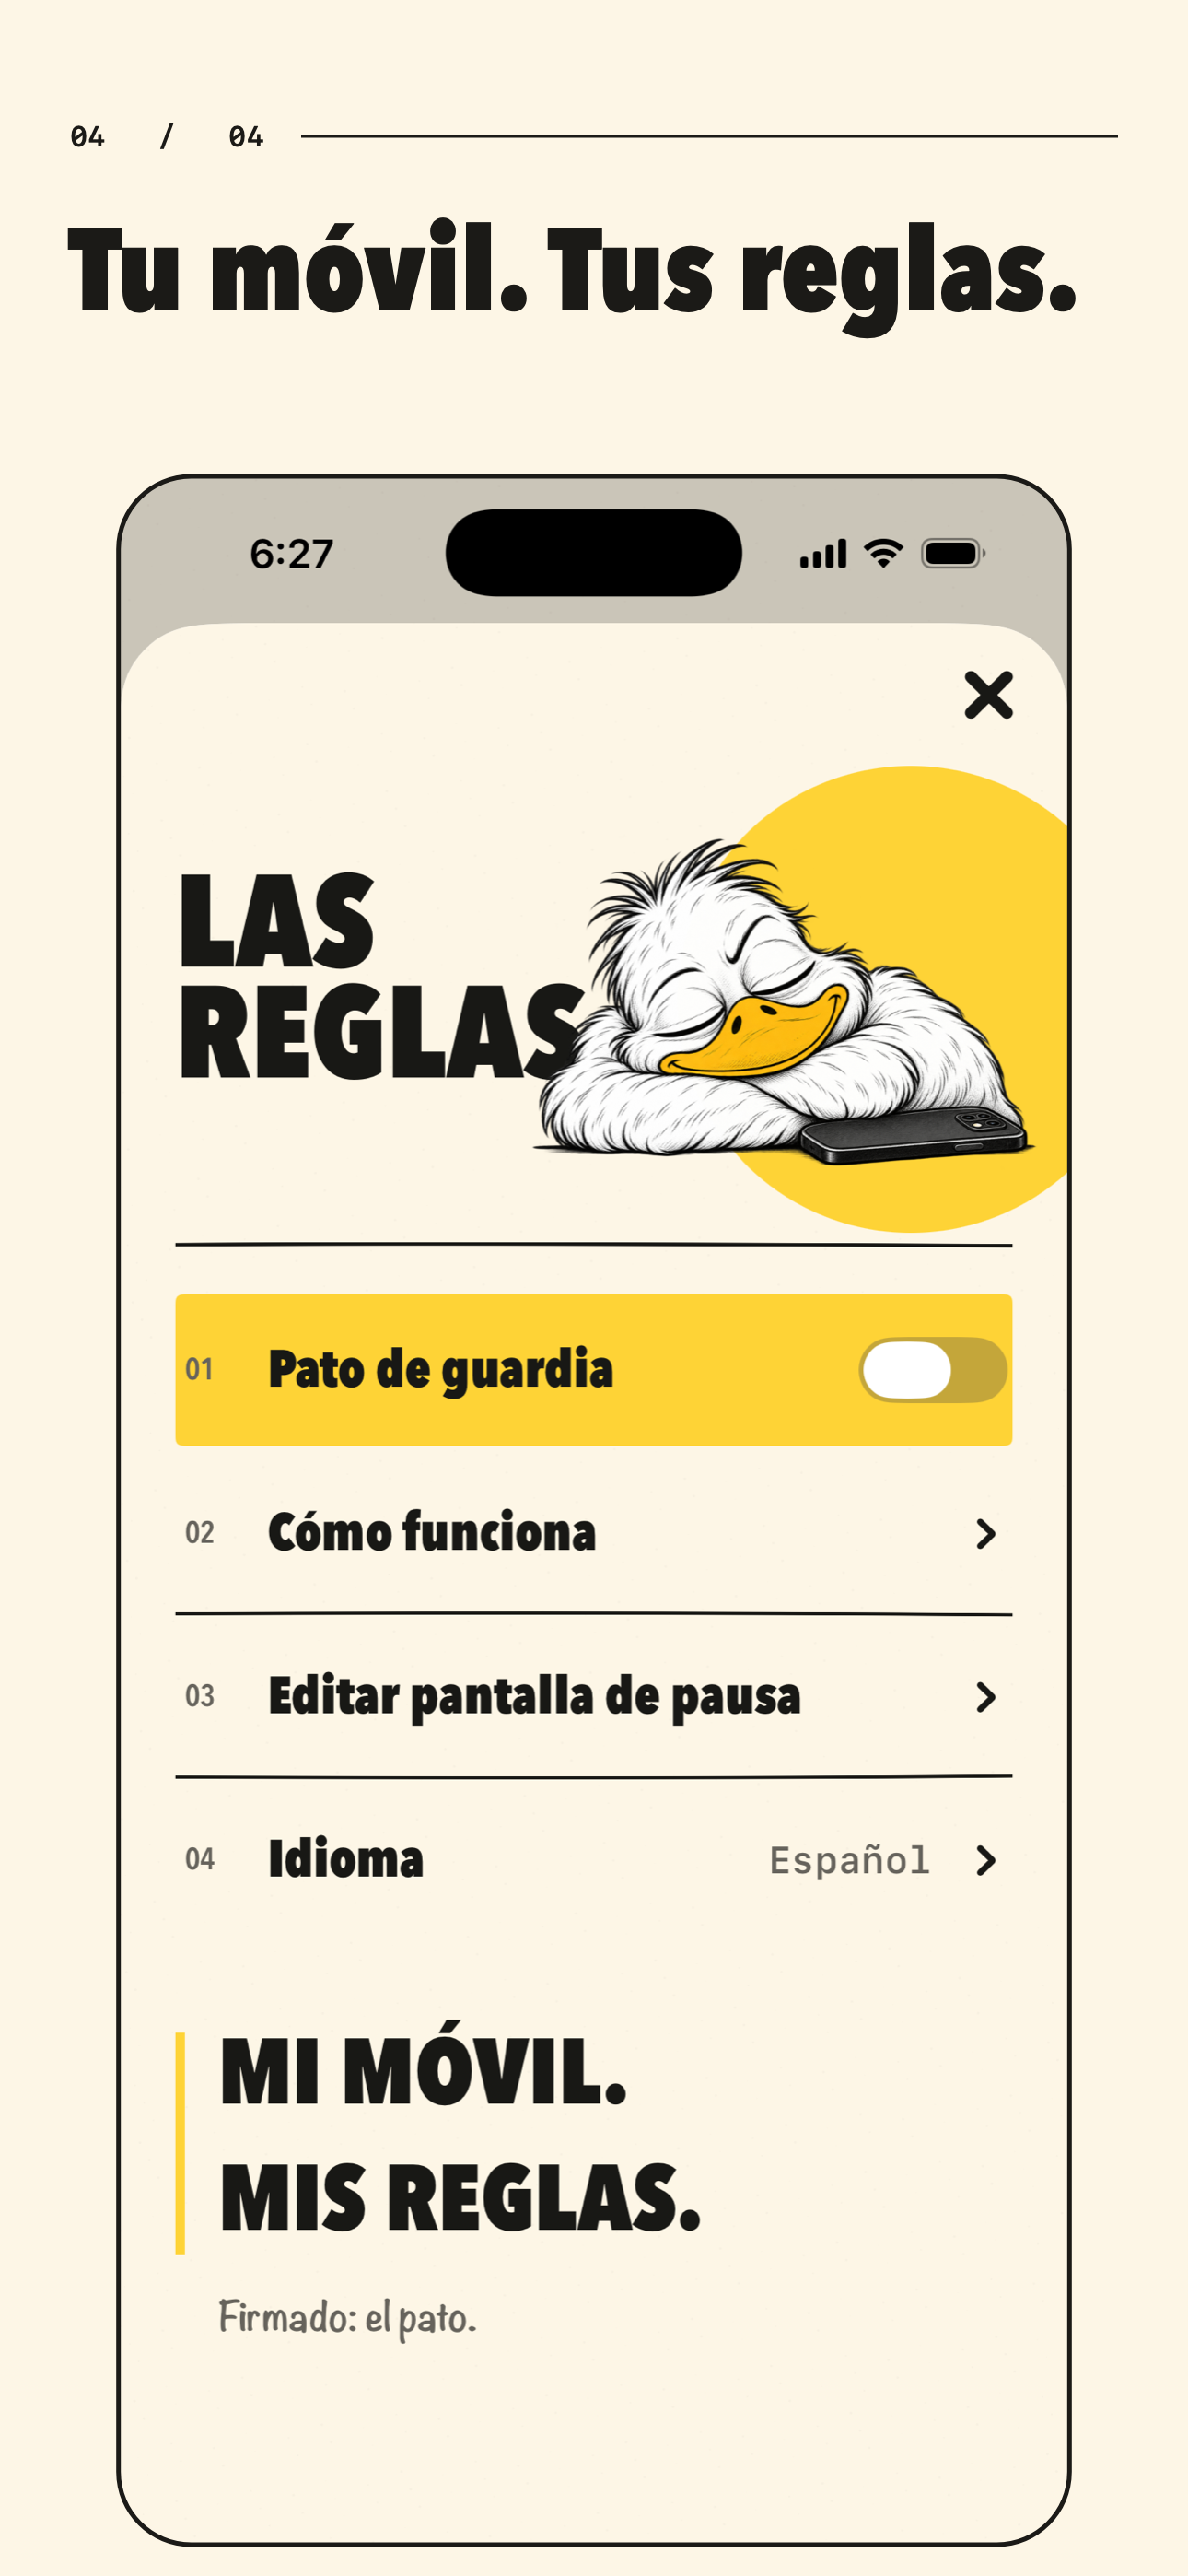 04 / 04
Tu móvil. Tus reglas.
6:27
LAS
REGLAS
01 Pato de guardia
02 Cómo funciona
03 Editar pantalla de pausa
04 Idioma Español
MI MÓVIL.
MIS REGLAS.
Firmado: el pato.